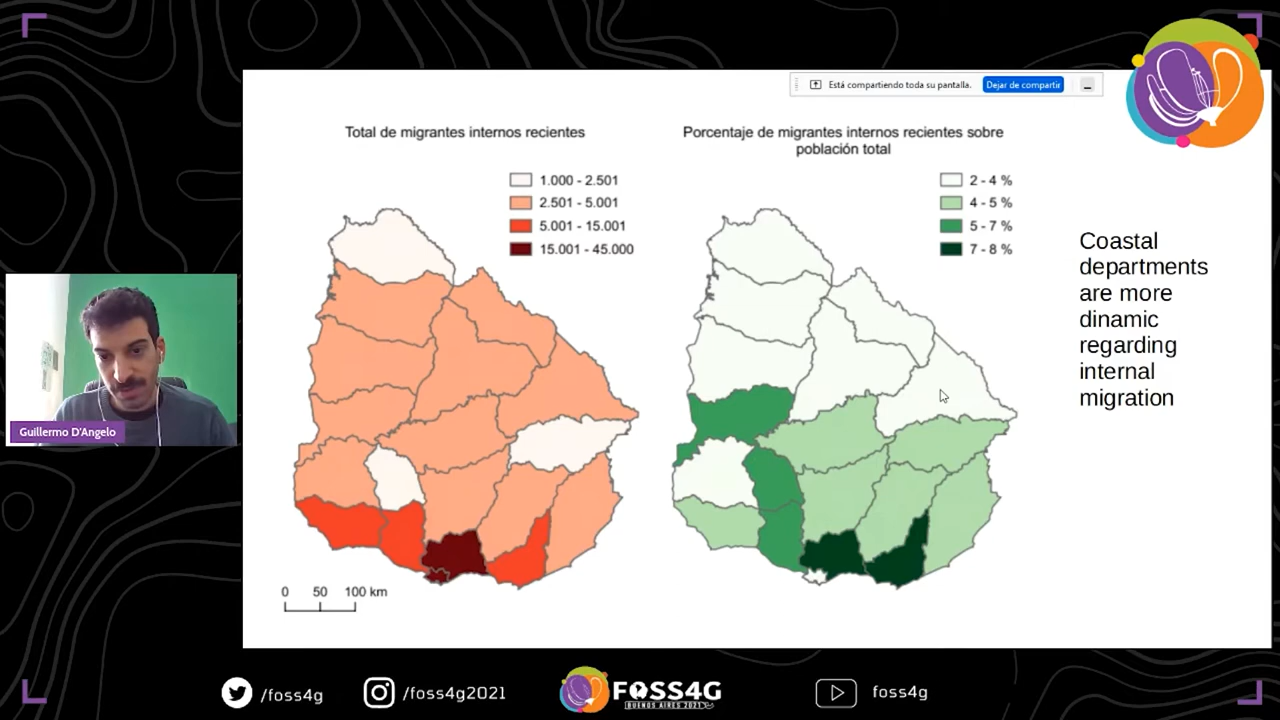 Está compartiendo toda su pantalla.
Dejar de compartir
Total de migrantes internos recientes
1.000 - 2.501
2.501 - 5.001
5.001 - 15.001
15.001 - 45.000
Porcentaje de migrantes internos recientes sobre
población total
2 - 4 %
4 - 5 %
5 - 7 %
7 - 8 %
Coastal
departments
are more
dinamic
regarding
internal
migration
Guillermo D'Angelo
0 50 100 km
/foss4g
/foss4g2021
FOSS4G
BUENOS AIRES 2021
foss4g